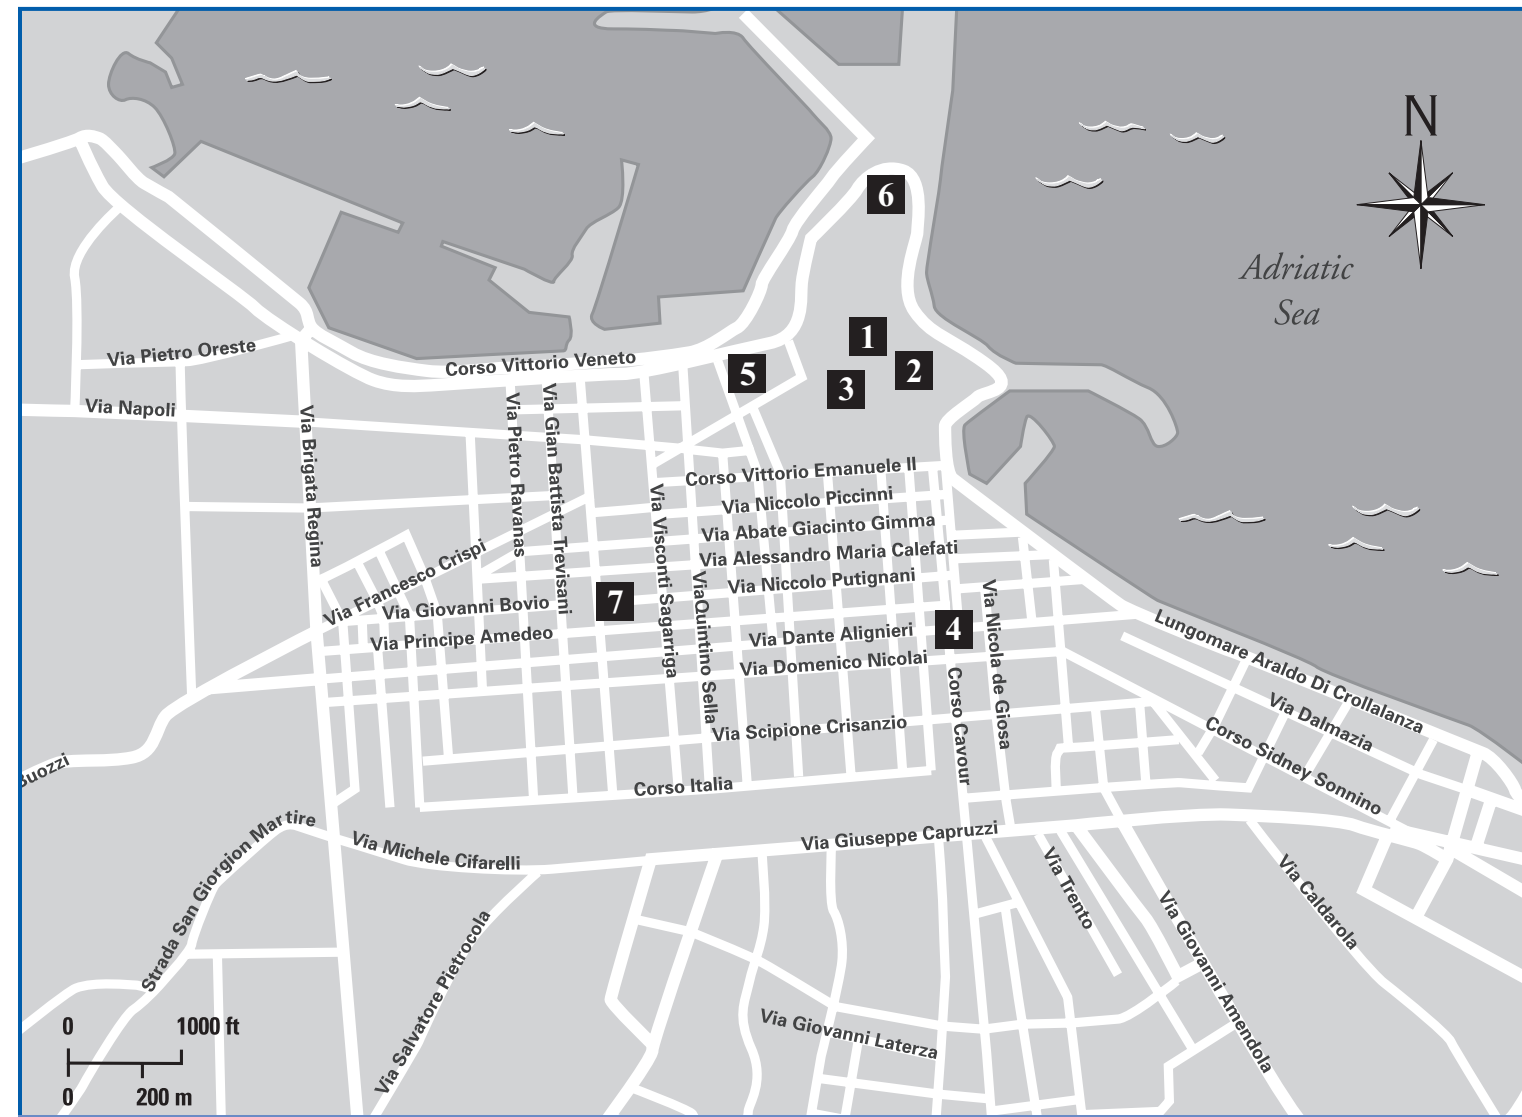 N
6
Adriatic
Sea
1
2
3
5
Via Pietro Oreste
Corso Vittorio Veneto
Via Napoli
Via Brigata Regina
Via Pietro Ravanas
Via Gian Battista Trevisani
Corso Vittorio Emanuele II
Via Niccolo Piccinni
Via Abate Giacinto Gimma
Via Alessandro Maria Calefati
Via Niccolo Putignani
Via Visconti Sagarriga
ViaQuintino Sella
Via Francesco Crispi
Via Giovanni Bovio
Via Principe Amedeo
7
4
Via Dante Alignieri
Via Domenico Nicolai
Via Nicola de Giosa
Corso Cavour
Via Scipione Crisanzio
Corso Italia
Lungomare Araldo Di Crollalanza
Via Dalmazia
Corso Sidney Sonnino
Buozzi
Strada San Giorgion Martire
Via Michele Cifarelli
Via Giuseppe Capruzzi
Via Trento
Via Caldarola
Via Giovanni Amendola
Via Salvatore Pietrocola
Via Giovanni Laterza
0 1000 ft
0 200 m